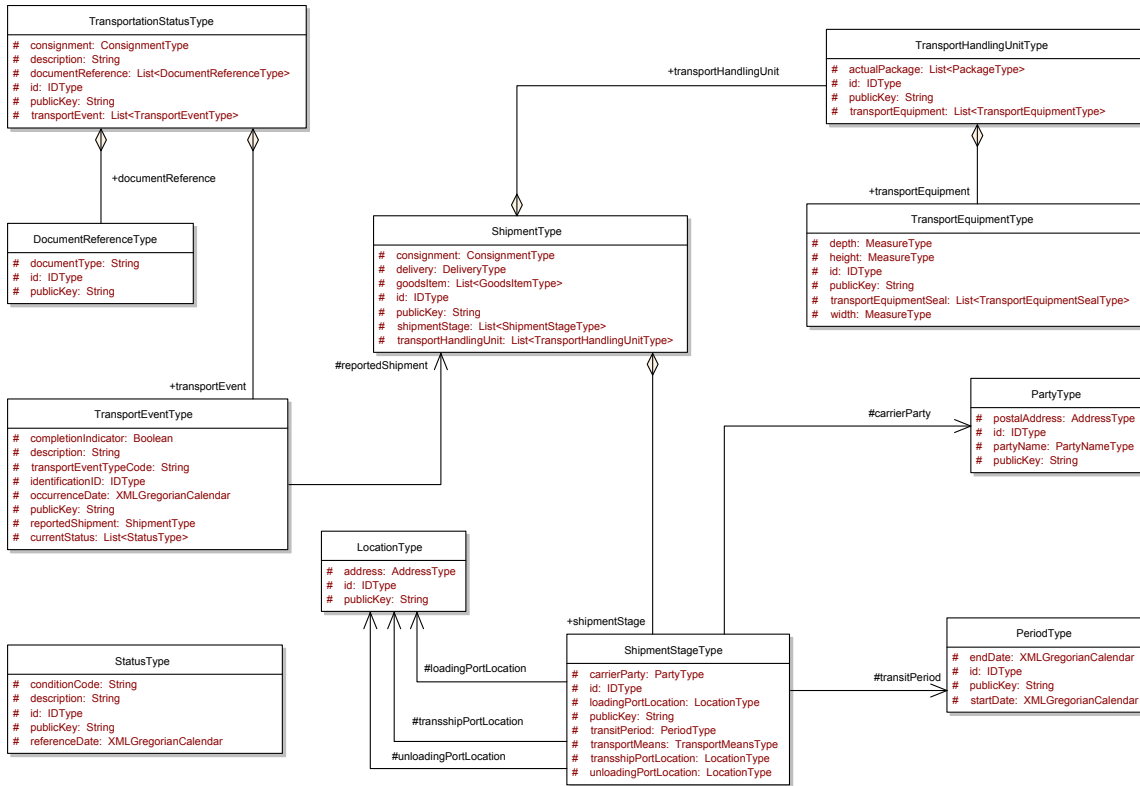 TransportationStatusType
# consignment: ConsignmentType
# description: String
# documentReference: List<DocumentReferenceType>
# id: IDType
# publicKey: String
# transportEvent: List<TransportEventType>
TransportHandlingUnitType
# actualPackage: List<PackageType>
# id: IDType
# publicKey: String
# transportEquipment: List<TransportEquipmentType>
+transportHandlingUnit
+documentReference
+transportEquipment
DocumentReferenceType
# documentType: String
# id: IDType
# publicKey: String
ShipmentType
# consignment: ConsignmentType
# delivery: DeliveryType
# goodsItem: List<GoodsItemType>
# id: IDType
# publicKey: String
# shipmentStage: List<ShipmentStageType>
# transportHandlingUnit: List<TransportHandlingUnitType>
TransportEquipmentType
# depth: MeasureType
# height: MeasureType
# id: IDType
# publicKey: String
# transportEquipmentSeal: List<TransportEquipmentSealType>
# width: MeasureType
#reportedShipment
+transportEvent
TransportEventType
# completionIndicator: Boolean
# description: String
# transportEventTypeCode: String
# identificationID: IDType
# occurrenceDate: XMLGregorianCalendar
# publicKey: String
# reportedShipment: ShipmentType
# currentStatus: List<StatusType>
#carrierParty
PartyType
# postalAddress: AddressType
# id: IDType
# partyName: PartyNameType
# publicKey: String
LocationType
# address: AddressType
# id: IDType
# publicKey: String
+shipmentStage
#loadingPortLocation
#transshipPortLocation
#unloadingPortLocation
StatusType
# conditionCode: String
# description: String
# id: IDType
# publicKey: String
# referenceDate: XMLGregorianCalendar
ShipmentStageType
# carrierParty: PartyType
# id: IDType
# loadingPortLocation: LocationType
# publicKey: String
# transitPeriod: PeriodType
# transportMeans: TransportMeansType
# transshipPortLocation: LocationType
# unloadingPortLocation: LocationType
#transitPeriod
PeriodType
# endDate: XMLGregorianCalendar
# id: IDType
# publicKey: String
# startDate: XMLGregorianCalendar